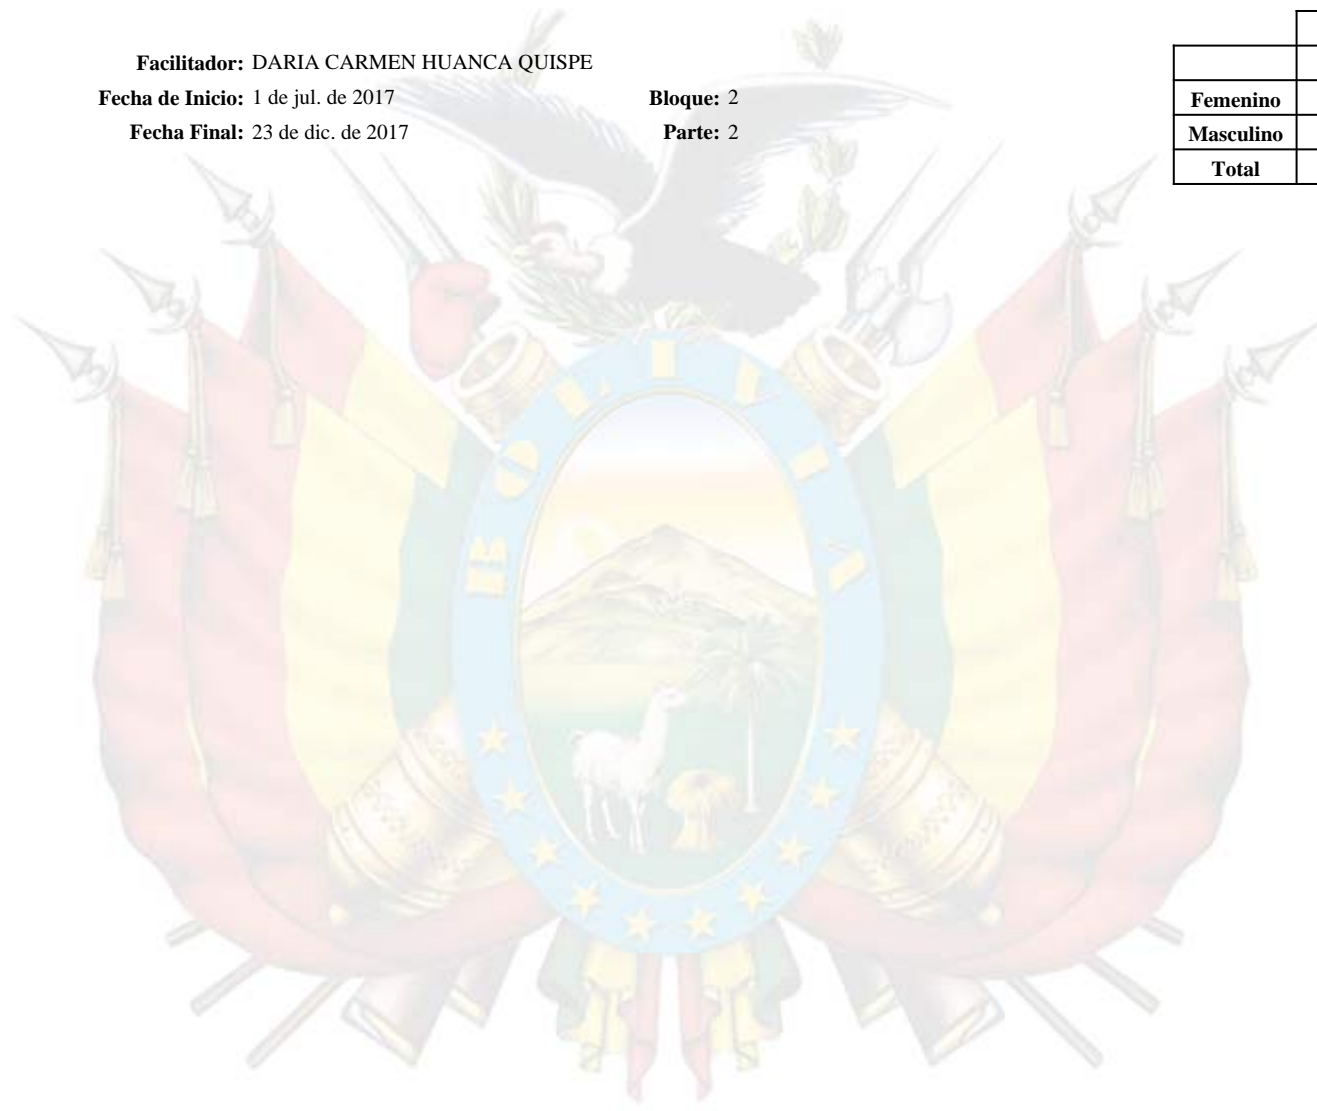 Facilitador: DARIA CARMEN HUANCA QUISPE
Fecha de Inicio: 1 de jul. de 2017 Bloque: 2
Fecha Final: 23 de dic. de 2017 Parte: 2
Femenino
Masculino
Total
BOLIVIA